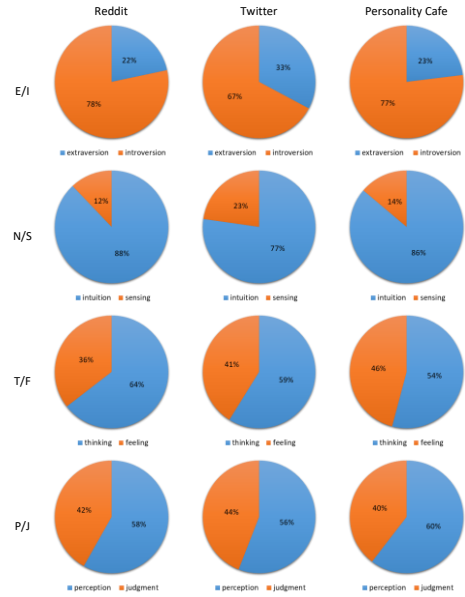 Reddit Twitter Personality Cafe
22% 33% 23%
E/I
78% 67% 77%
extraversion introversion extraversion introversion extraversion introversion
12% 23% 14%
N/S
88% 77% 86%
intuition sensing intuition sensing intuition sensing
36% 41% 46%
T/F
64% 59% 54%
thinking feeling thinking feeling thinking feeling
42% 44% 40%
P/J
58% 56% 60%
perception judgment perception judgment perception judgment